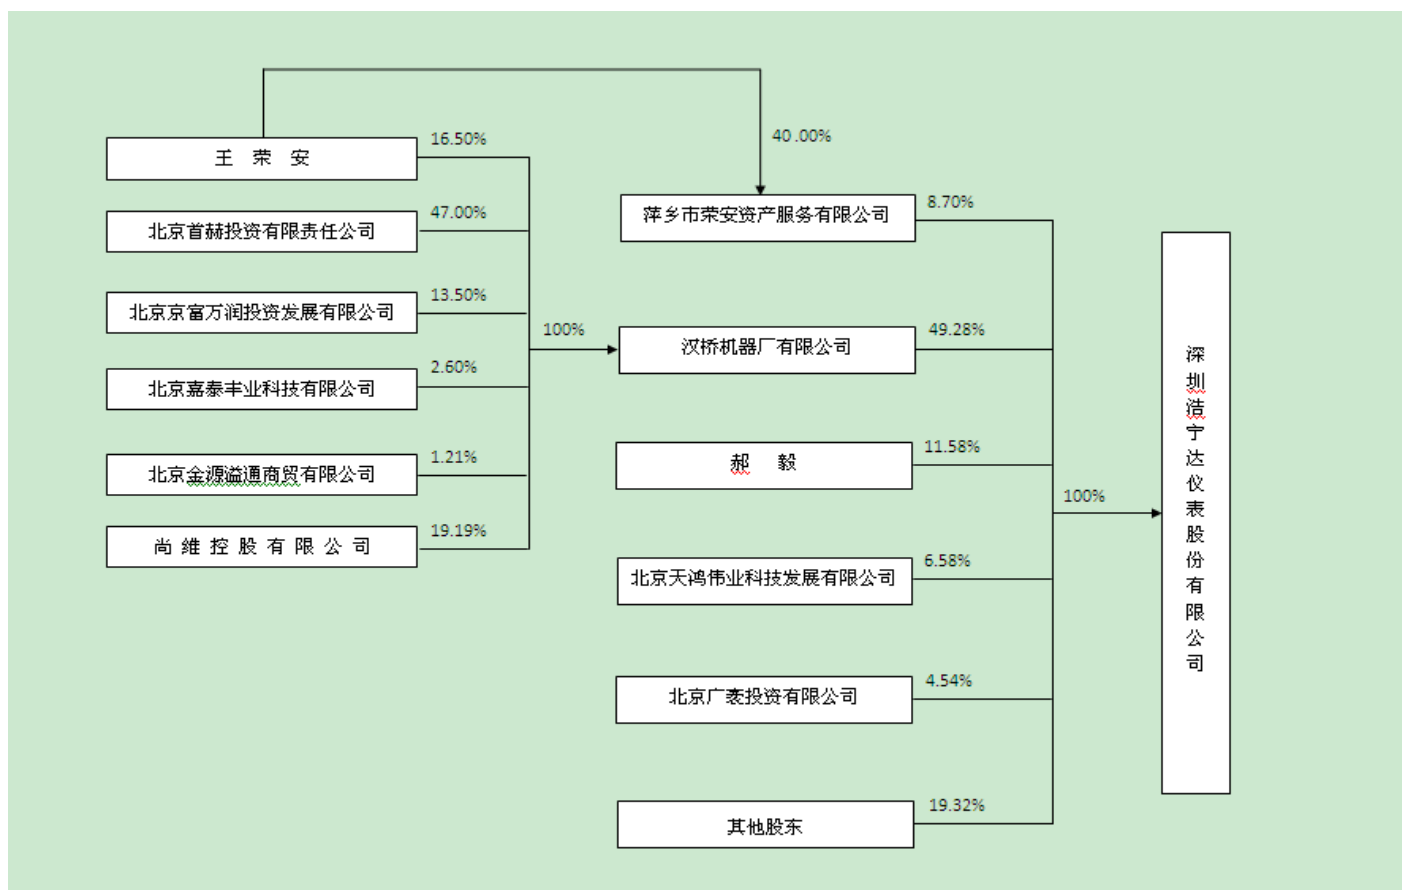 王 荣 安
16.50%
北京首赫投资有限责任公司
47.00%
北京京富万润投资发展有限公司
13.50%
北京嘉泰丰业科技有限公司
2.60%
北京金源溢通商贸有限公司
1.21%
尚维控股有限公司
19.19%
100%
40.00%
萍乡市荣安资产服务有限公司
8.70%
汉桥机器厂有限公司
49.28%
郝 毅
11.58%
北京天鸿伟业科技发展有限公司
6.58%
北京广袤投资有限公司
4.54%
其他股东
19.32%
100%
深圳浩宁达仪表股份有限公司